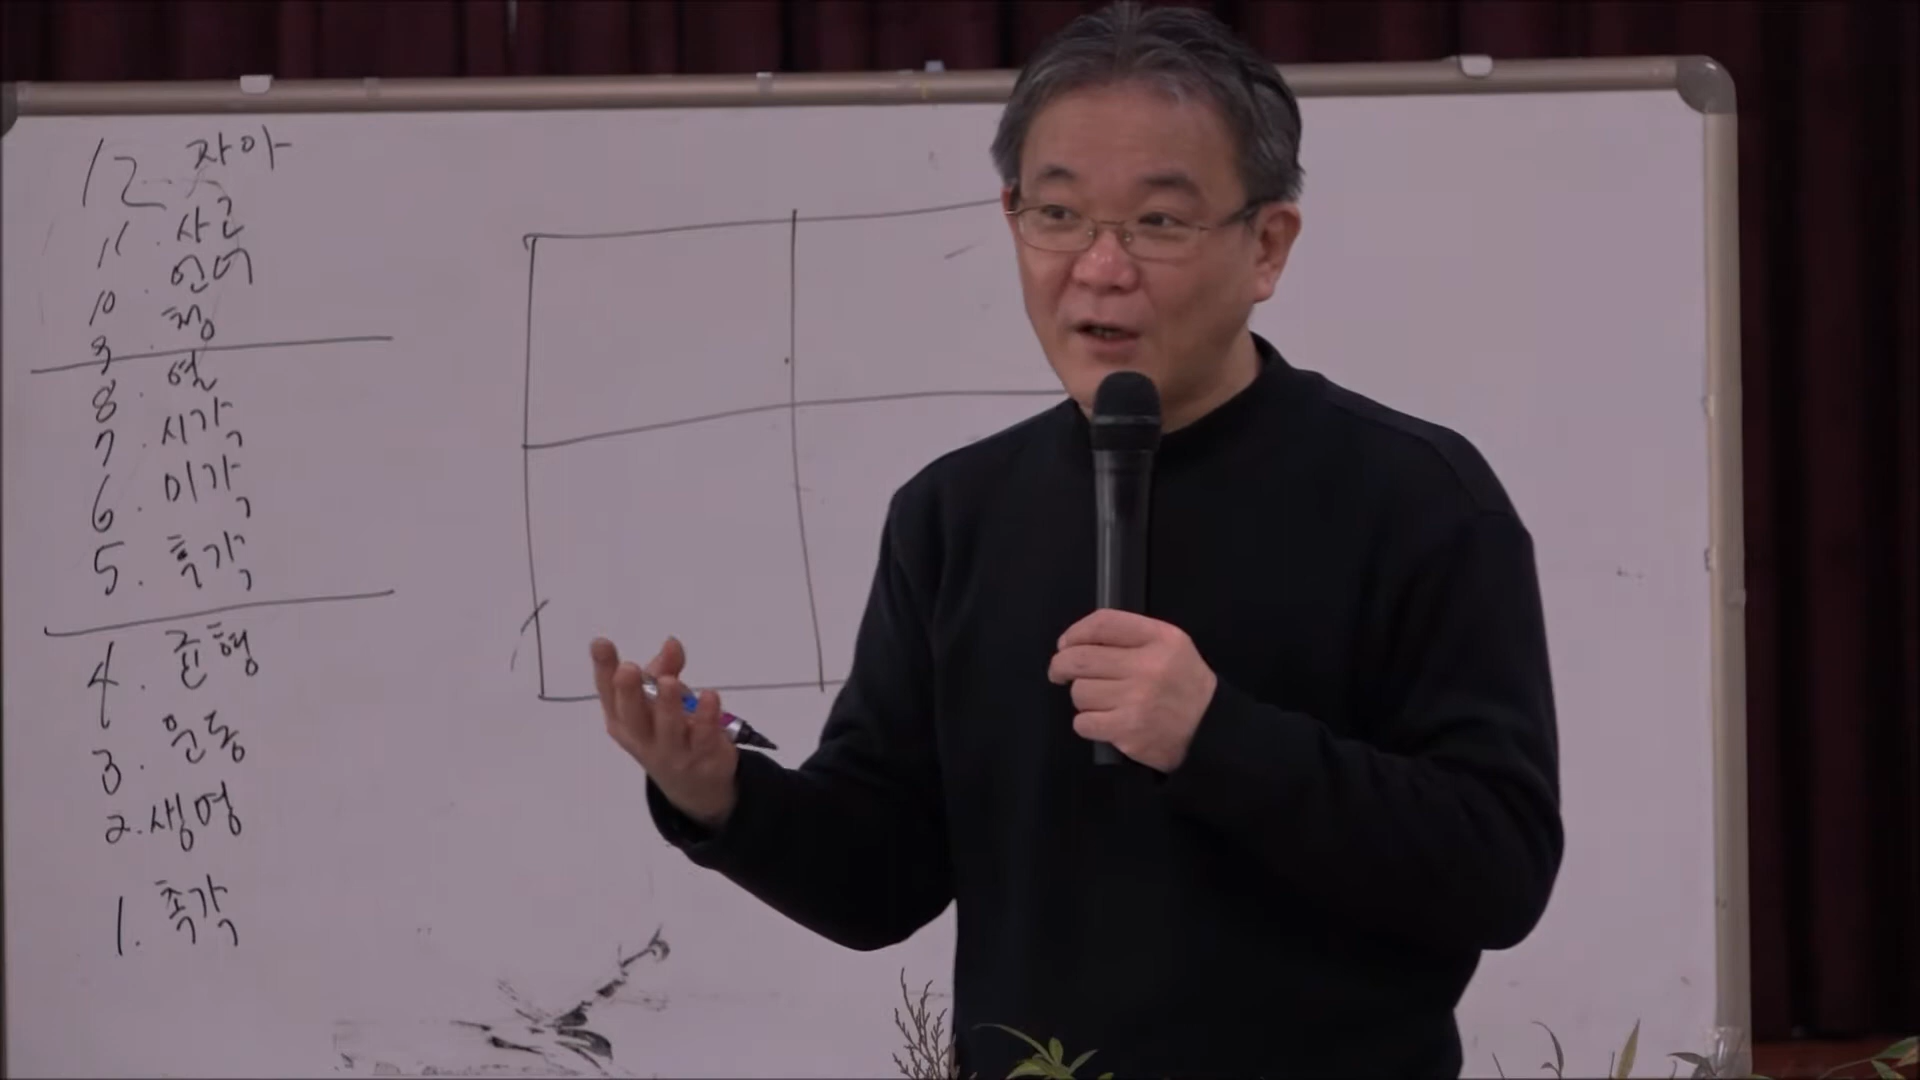 12. 자아
11. 사고
10. 언어
9. 청
8. 열
7. 시각
6. 미각
5. 후각
4. 균형
3. 운동
2. 생명
1. 촉각